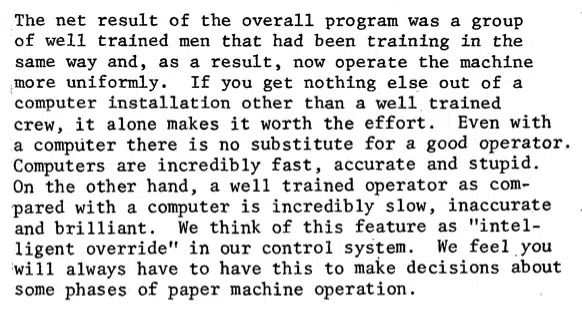 The net result of the overall program was a group
of well trained men that had been training in the
same way and, as a result, now operate the machine
more uniformly.  If you get nothing else out of a
computer installation other than a well trained
crew, it alone makes it worth the effort.  Even with
a computer there is no substitute for a good operator.
Computers are incredibly fast, accurate and stupid.
On the other hand, a well trained operator as com-
pared with a computer is incredibly slow, inaccurate
and brilliant.  We think of this feature as "intel-
ligent override" in our control system.  We feel you
will always have to have this to make decisions about
some phases of paper machine operation.